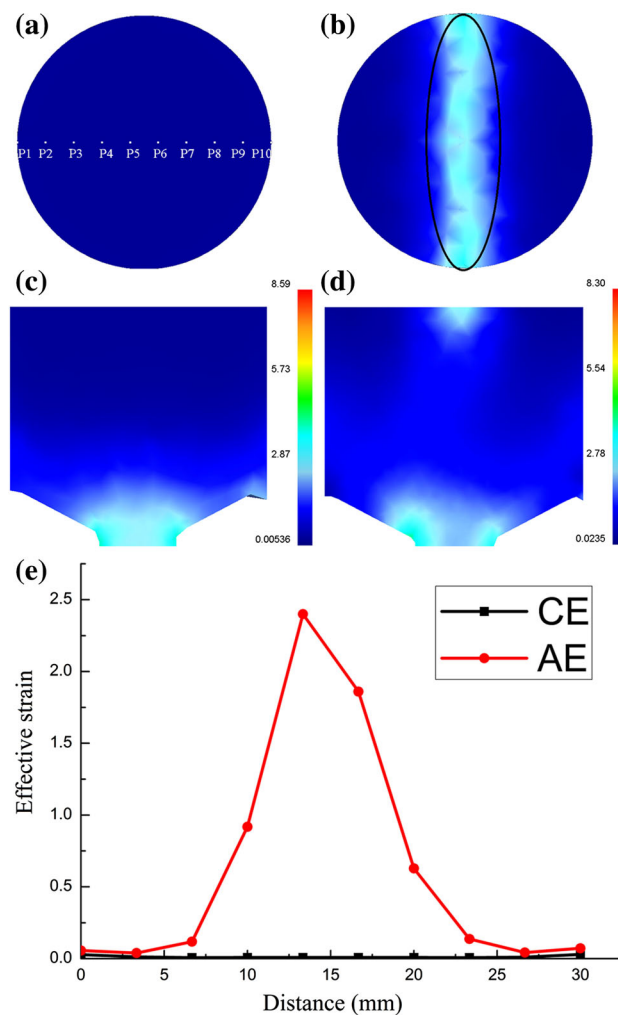 (a)
(b)
P1 P2 P3 P4 P5 P6 P7 P8 P9 P10
(c)
(d)
8.59
5.73
2.87
0.00536
8.30
5.54
2.78
0.0235
(e)
CE
AE
Effective strain
2.5
2.0
1.5
1.0
0.5
0.0
0 5 10 15 20 25 30
Distance (mm)